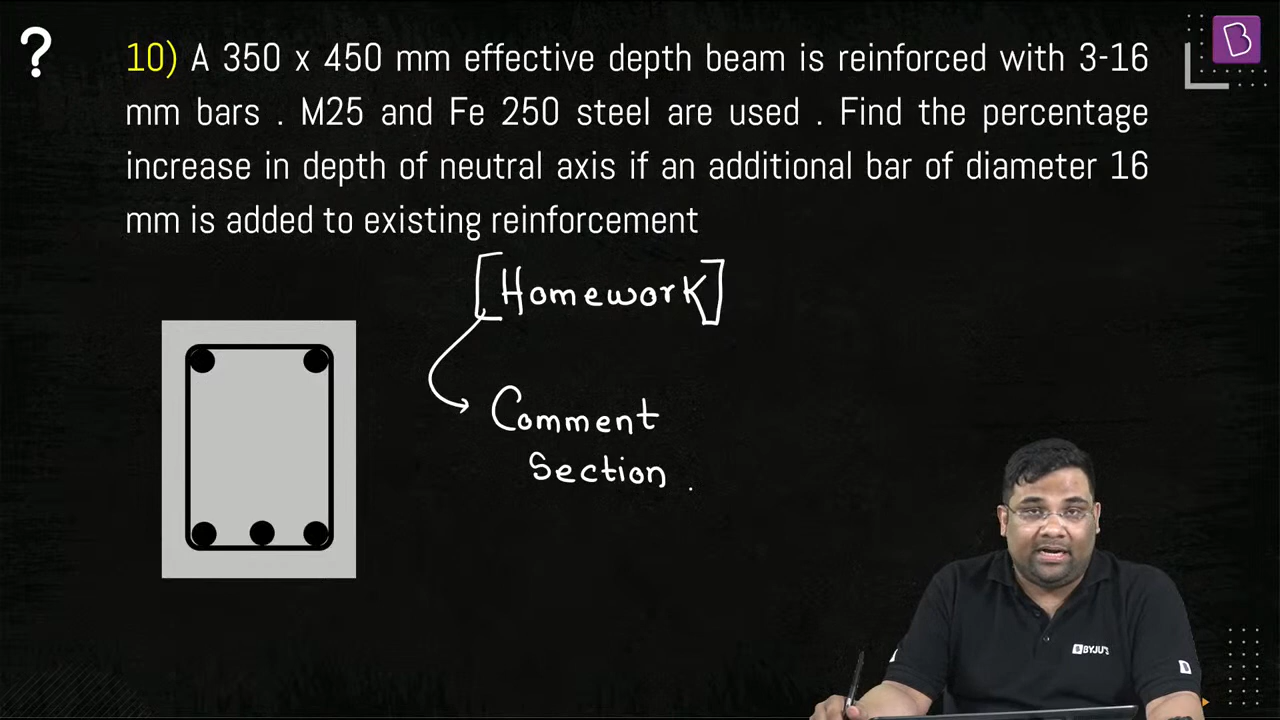 ?
10) A 350 x 450 mm effective depth beam is reinforced with 3-16
mm bars . M25 and Fe 250 steel are used . Find the percentage
increase in depth of neutral axis if an additional bar of diameter 16
mm is added to existing reinforcement
[Homework]
Comment
Section .
BYJU'S